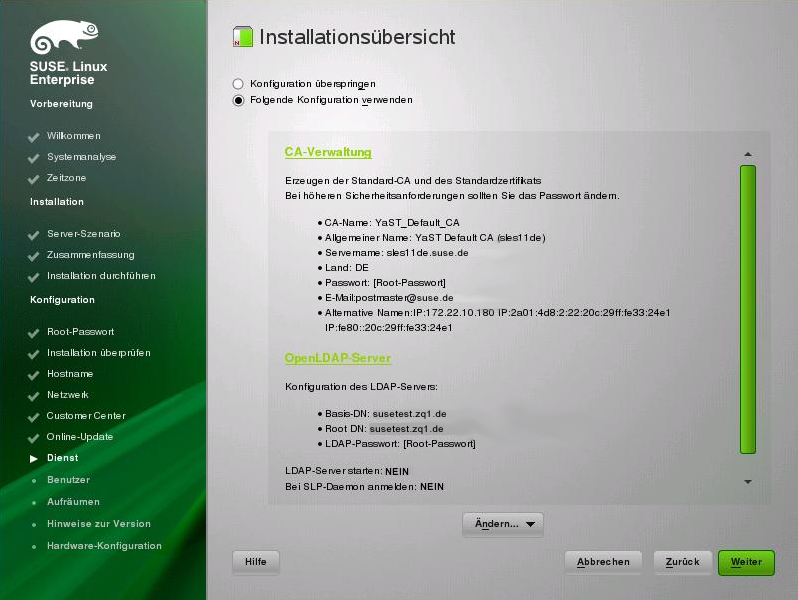 SUSE. Linux
Enterprise
Vorbereitung
Willkommen
Systemanalyse
Zeitzone
Installation
Server-Szenario
Zusammenfassung
Installation durchführen
Konfiguration
Root-Passwort
Installation überprüfen
Hostname
Netzwerk
Customer Center
Online-Update
Dienst
Benutzer
Aufräumen
Hinweise zur Version
Hardware-Konfiguration
Installationsübersicht
Konfiguration überspringen
Folgende Konfiguration verwenden
CA-Verwaltung
Erzeugen der Standard-CA und des Standardzertifikats
Bei höheren Sicherheitsanforderungen sollten Sie das Passwort ändern.
• CA-Name: YaST_Default_CA
• Allgemeiner Name: YaST Default CA (sles11de)
• Servername: sles11de.suse.de
• Land: DE
• Passwort: [Root-Passwort]
• E-Mail:postmaster@suse.de
• Alternative Namen:IP:172.22.10.180 IP:2a01:4d8:2:22:20c:29ff:fe33:24e1
IP:fe80::20c:29ff:fe33:24e1
OpenLDAP-Server
Konfiguration des LDAP-Servers:
• Basis-DN: susetest.zq1.de
• Root DN: susetest.zq1.de
• LDAP-Passwort: [Root-Passwort]
LDAP-Server starten: NEIN
Bei SLP-Daemon anmelden: NEIN
Ändern...
Hilfe
Abbrechen
Zurück
Weiter